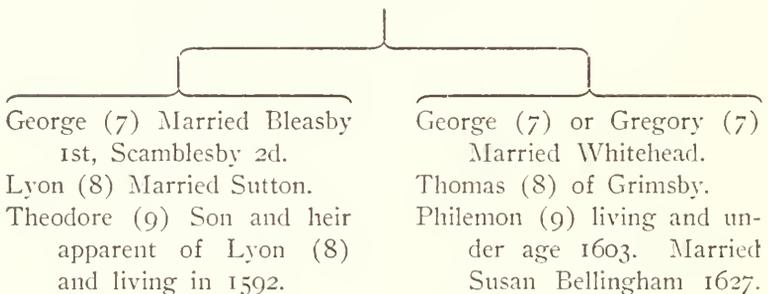 George (7) Married Bleasby
1st, Scamblesby 2d.
Lyon (8) Married Sutton.
Theodore (9) Son and heir
apparent of Lyon (8)
and living in 1592.
George (7) or Gregory (7)
Married Whitehead.
Thomas (8) of Grimsby.
Philemon (9) living and un-
der age 1603. Married
Susan Bellingham 1627.